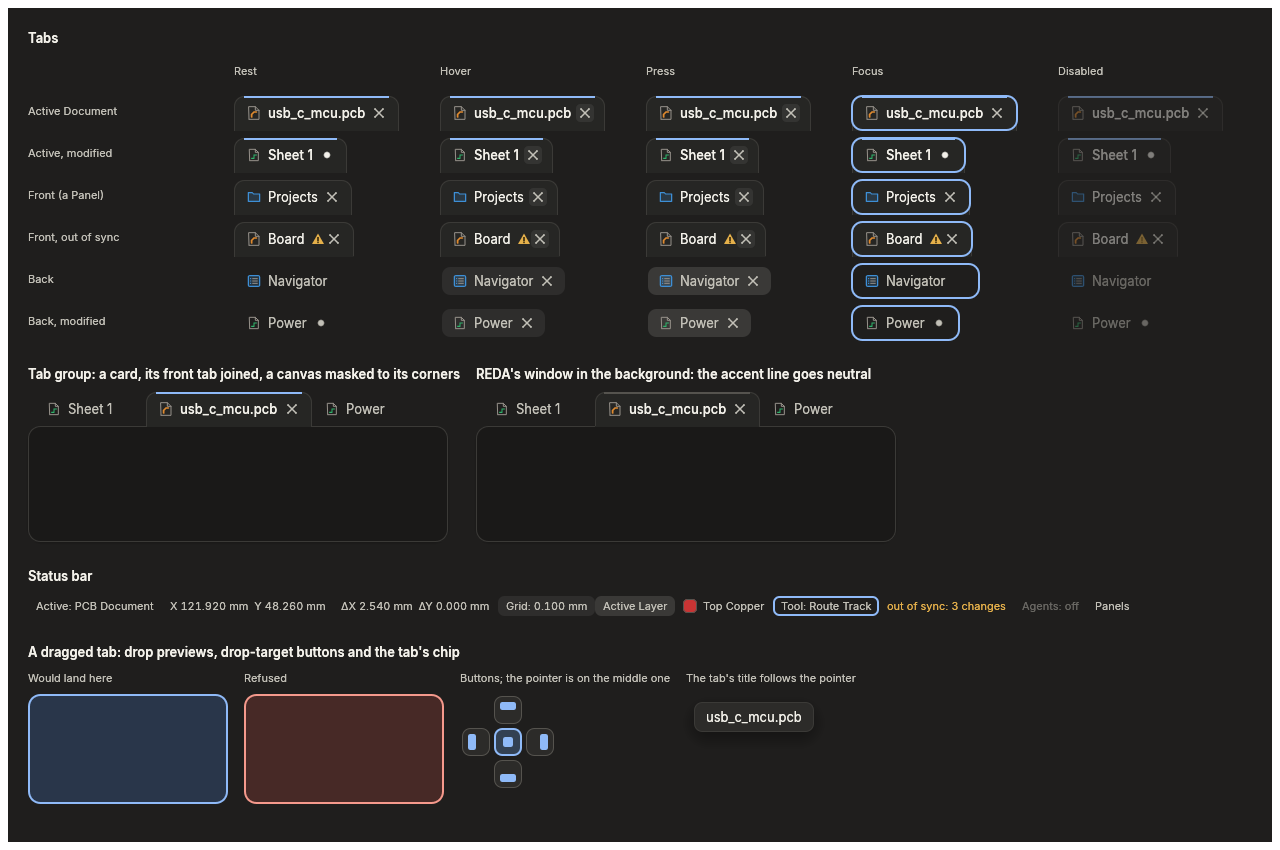 Tabs
Rest Hover Press Focus Disabled
Active Document usb_c_mcu.pcb usb_c_mcu.pcb usb_c_mcu.pcb usb_c_mcu.pcb usb_c_mcu.pcb
Active, modified Sheet 1 Sheet 1 Sheet 1 Sheet 1 Sheet 1
Front (a Panel) Projects Projects Projects Projects Projects
Front, out of sync Board Board Board Board Board
Back Navigator Navigator Navigator Navigator Navigator
Back, modified Power Power Power Power Power
Tab group: a card, its front tab joined, a canvas masked to its corners REDA's window in the background: the accent line goes neutral
Sheet 1 usb_c_mcu.pcb Power Sheet 1 usb_c_mcu.pcb Power
Status bar
Active: PCB Document X 121.920 mm Y 48.260 mm ΔX 2.540 mm ΔY 0.000 mm Grid: 0.100 mm Active Layer Top Copper Tool: Route Track out of sync: 3 changes Agents: off Panels
A dragged tab: drop previews, drop-target buttons and the tab's chip
Would land here Refused Buttons; the pointer is on the middle one The tab's title follows the pointer
usb_c_mcu.pcb